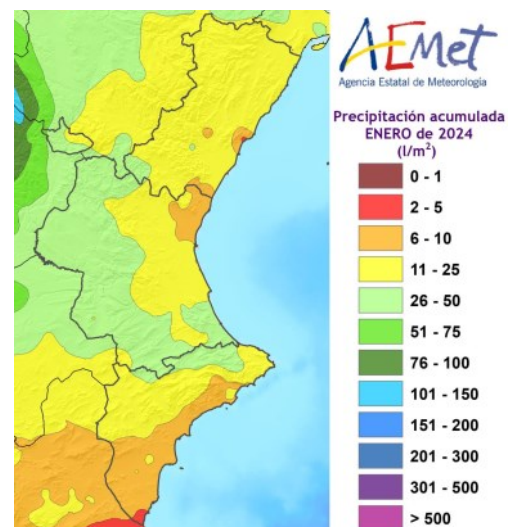 AEmet
Agencia Estatal de Meteorología
Precipitación acumulada
ENERO de 2024
(l/m²)
0 - 1
2 - 5
6 - 10
11 - 25
26 - 50
51 - 75
76 - 100
101 - 150
151 - 200
201 - 300
301 - 500
> 500